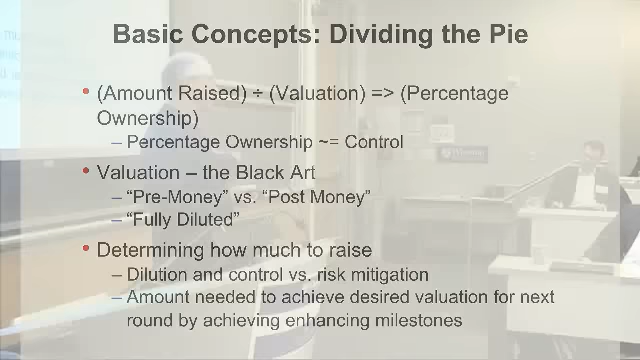 Basic Concepts: Dividing the Pie
• (Amount Raised) ÷ (Valuation) => (Percentage
Ownership)
– Percentage Ownership ~= Control
• Valuation – the Black Art
– “Pre-Money” vs. “Post Money”
– “Fully Diluted”
• Determining how much to raise
– Dilution and control vs. risk mitigation
– Amount needed to achieve desired valuation for next
round by achieving enhancing milestones